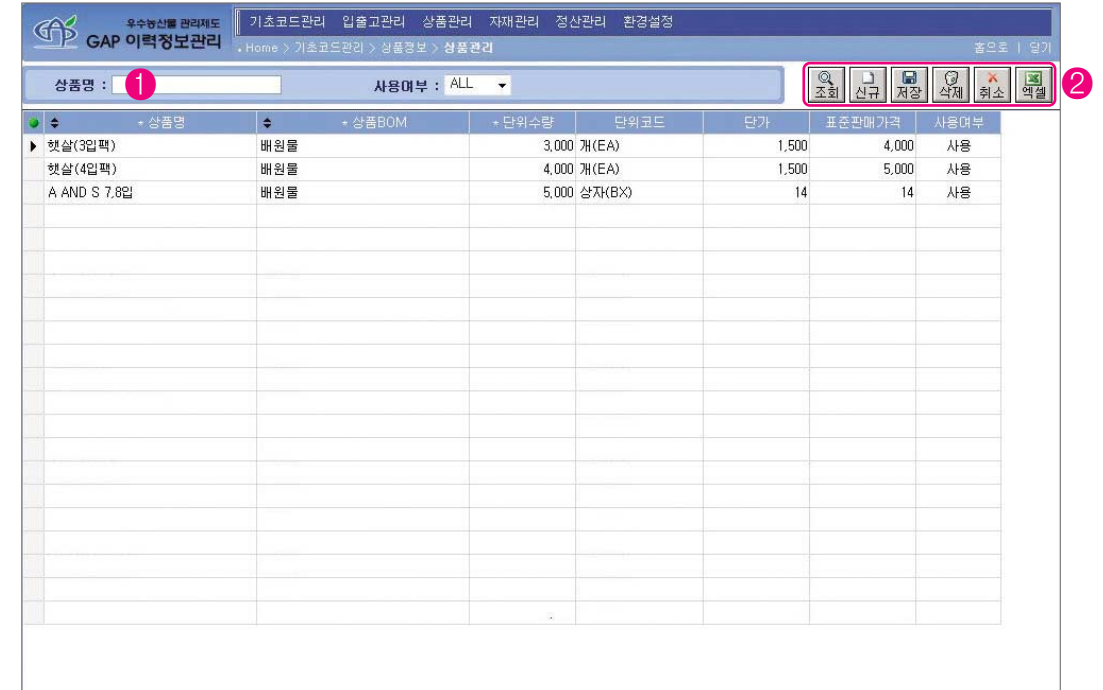 우수농산물 관리제도
GAP 이력정보관리
기초코드관리 입출고관리 상품관리 자재관리 정산관리 환경설정
Home > 기초코드관리 > 상품정보 > 상품관리
홈으로 | 닫기
상품명 : 1 사용여부 : ALL
조회 신규 저장 삭제 취소 엑셀 2
* 상품명 * 상품BOM * 단위수량 단위코드 단가 표준판매가격 사용여부
햇살(3입팩) 배원물 3,000 개(EA) 1,500 4,000 사용
햇살(4입팩) 배원물 4,000 개(EA) 1,500 5,000 사용
A AND S 7,8입 배원물 5,000 상자(BX) 14 14 사용